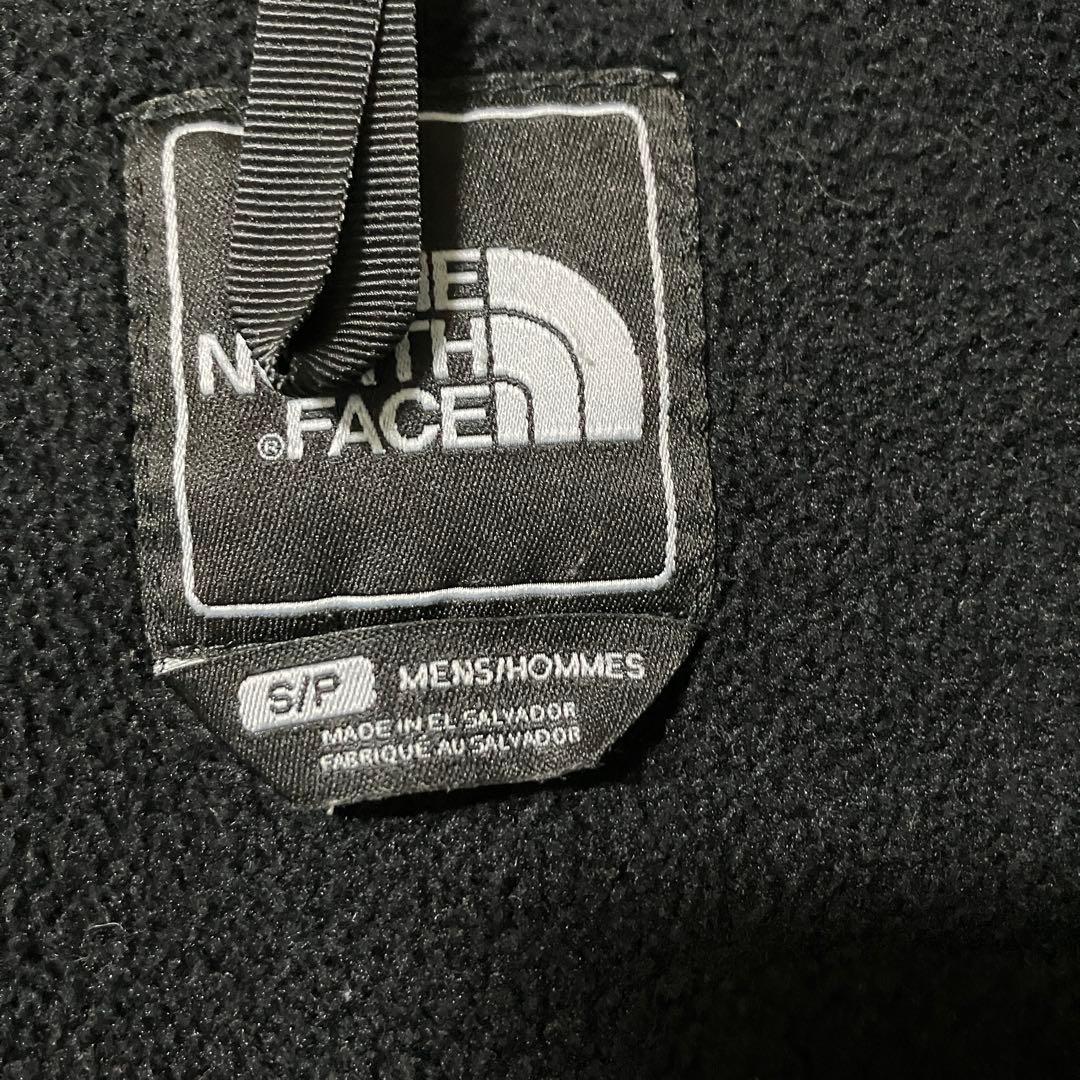 FACE
®
S/P MENS/HOMMES
MADE IN EL SALVADOR
FABRIQUE AU SALVADOR